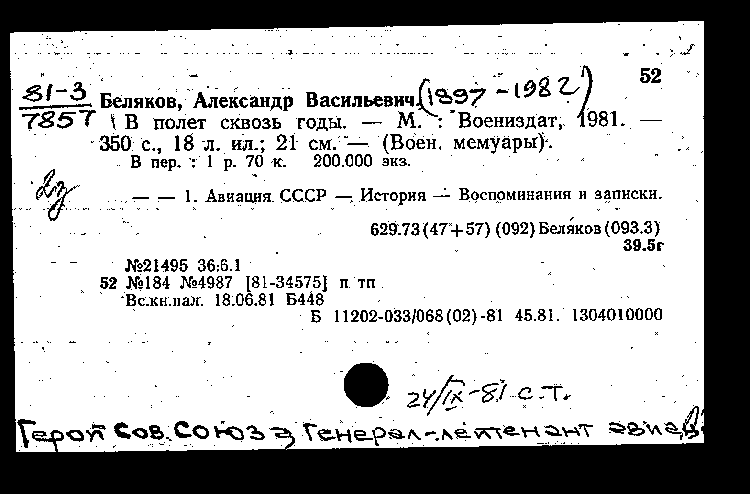 52
81-3 Беляков, Александр Васильевич. (1897-1982)
7857 В полет сквозь годы. — М. : Воениздат, 1981. —
350 с., 18 л. ил.; 21 см. — (Воен. мемуары).
В пер. : 1 р. 70 к. 200.000 экз.
2з
— — 1. Авиация. СССР — История — Воспоминания и записки.
629.73(47+57) (092) Беляков (093.3)
39.5г
№21495 36:6.1
52 №184 №4987 [81-34575] п тп
Вс.кн.пал. 18.06.81 Б448
Б 11202-033/068(02)-81 45.81. 1304010000
24/IX-81 с.т.
Герой Сов. Союза, Генерал-лейтенант